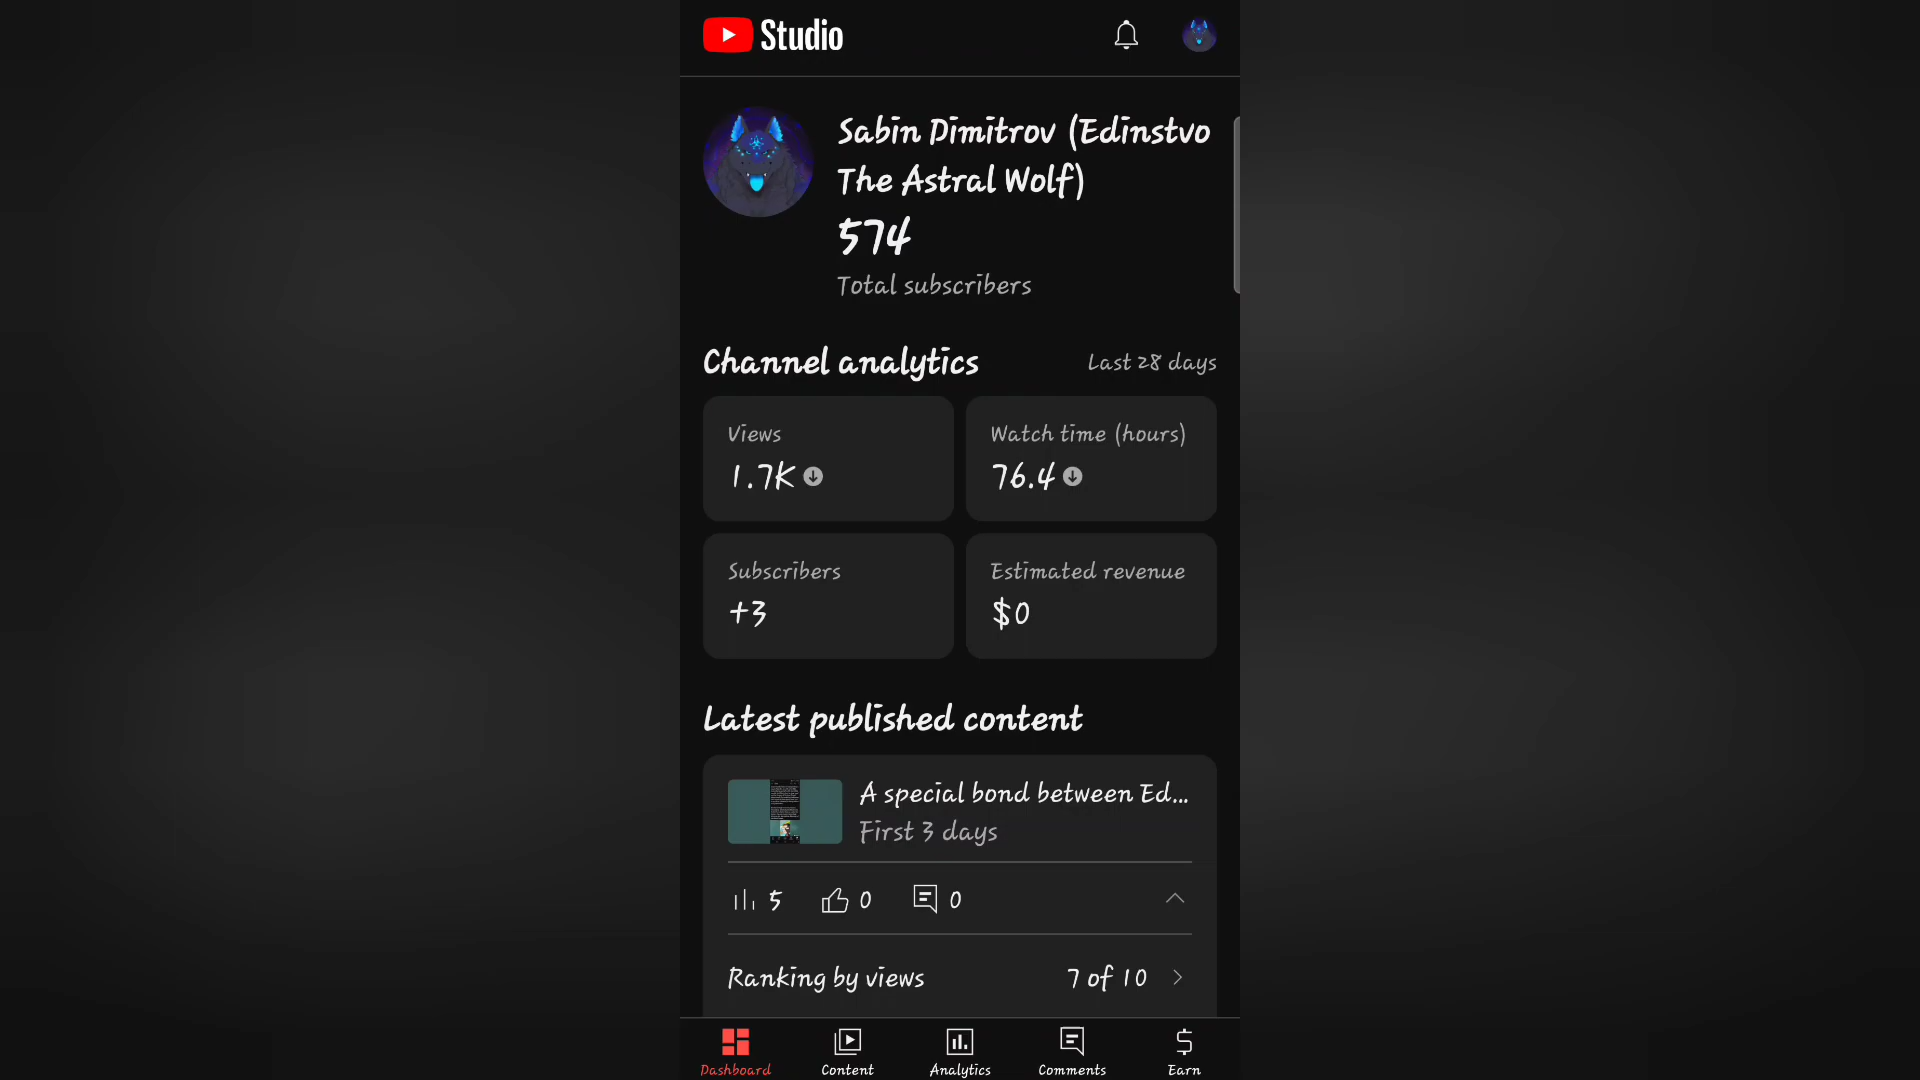 Studio
Sabin Dimitrov (Edinstvo
The Astral Wolf)
574
Total subscribers
Channel analytics
Last 28 days
Views
1.7K
Watch time (hours)
76.4
Subscribers
+3
Estimated revenue
$0
Latest published content
A special bond between Ed...
First 3 days
5 0 0
Ranking by views
7 of 10
Dashboard
Content
Analytics
Comments
Earn